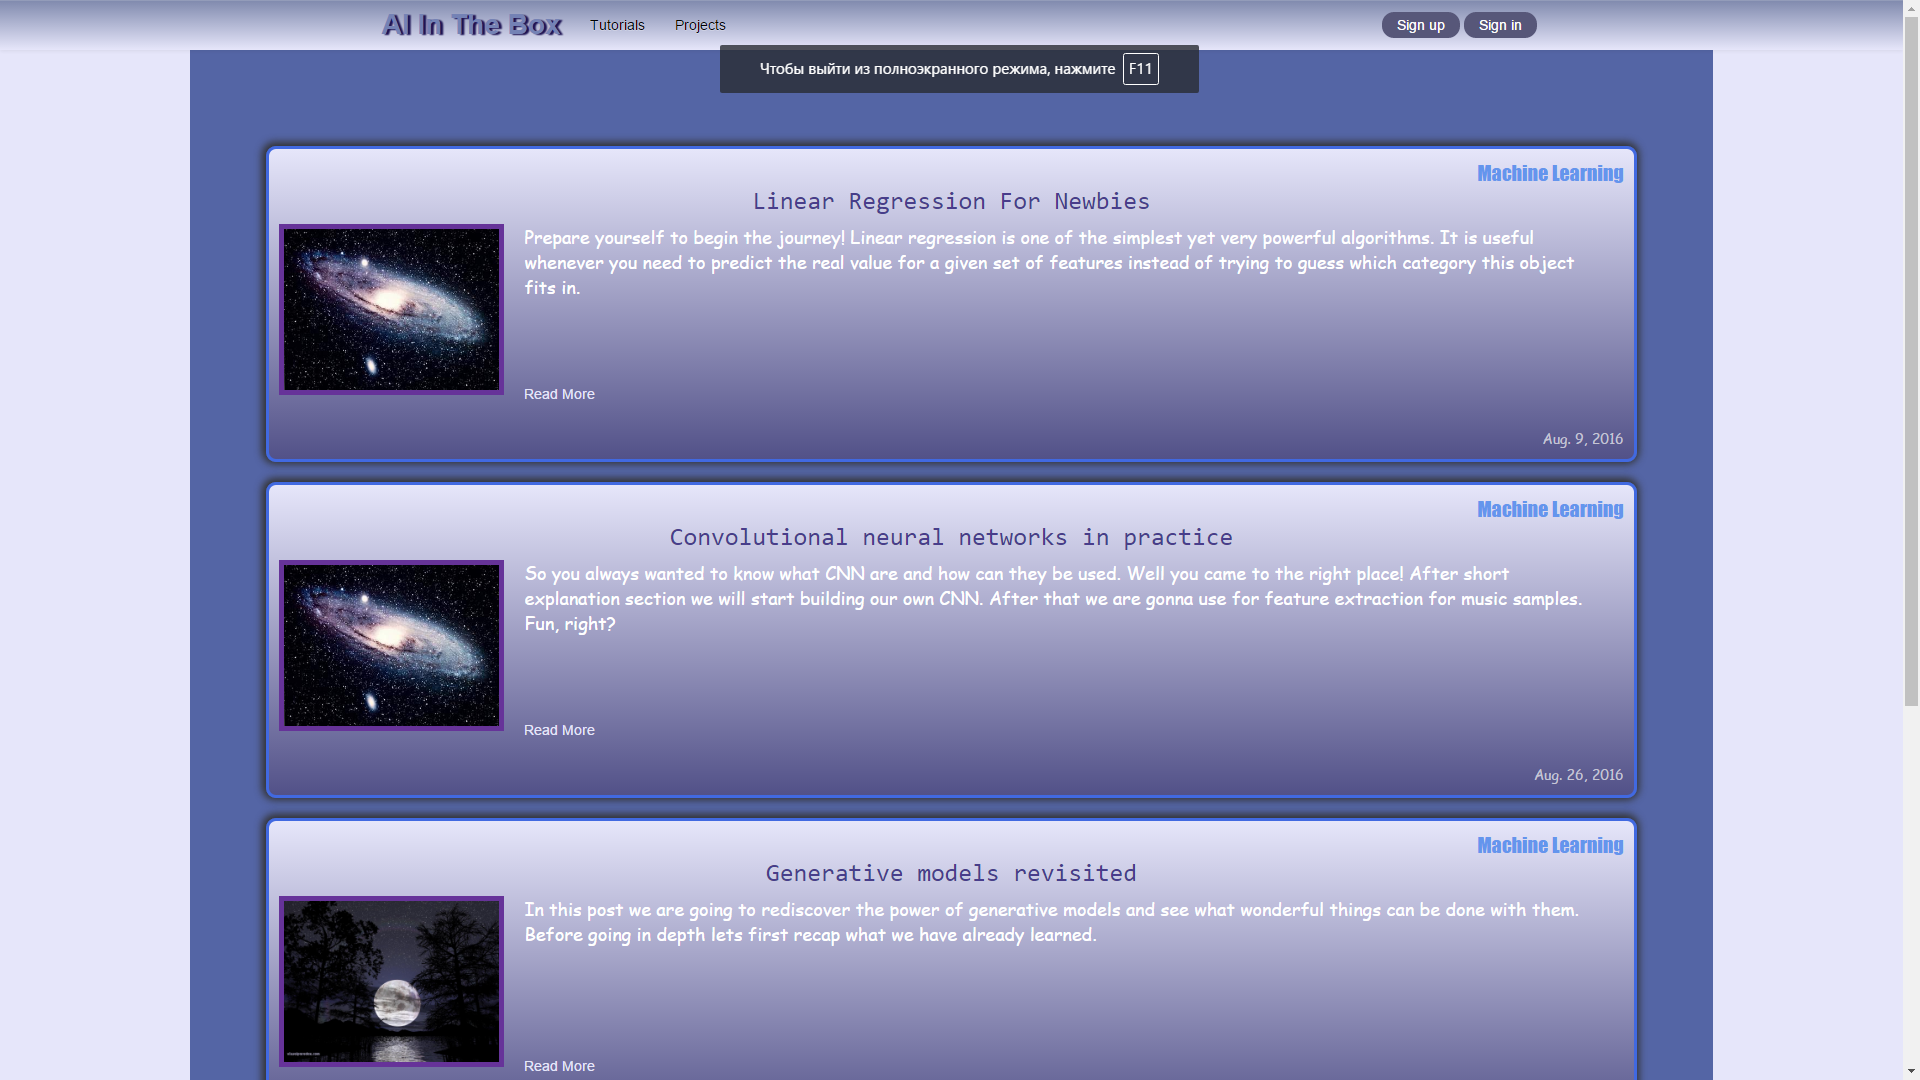 AI In The Box
Tutorials
Projects
Sign up
Sign in
Чтобы выйти из полноэкранного режима, нажмите F11
Machine Learning
Linear Regression For Newbies
Prepare yourself to begin the journey! Linear regression is one of the simplest yet very powerful algorithms. It is useful
whenever you need to predict the real value for a given set of features instead of trying to guess which category this object
fits in.
Read More
Aug. 9, 2016
Machine Learning
Convolutional neural networks in practice
So you always wanted to know what CNN are and how can they be used. Well you came to the right place! After short
explanation section we will start building our own CNN. After that we are gonna use for feature extraction for music samples.
Fun, right?
Read More
Aug. 26, 2016
Machine Learning
Generative models revisited
In this post we are going to rediscover the power of generative models and see what wonderful things can be done with them.
Before going in depth lets first recap what we have already learned.
Read More